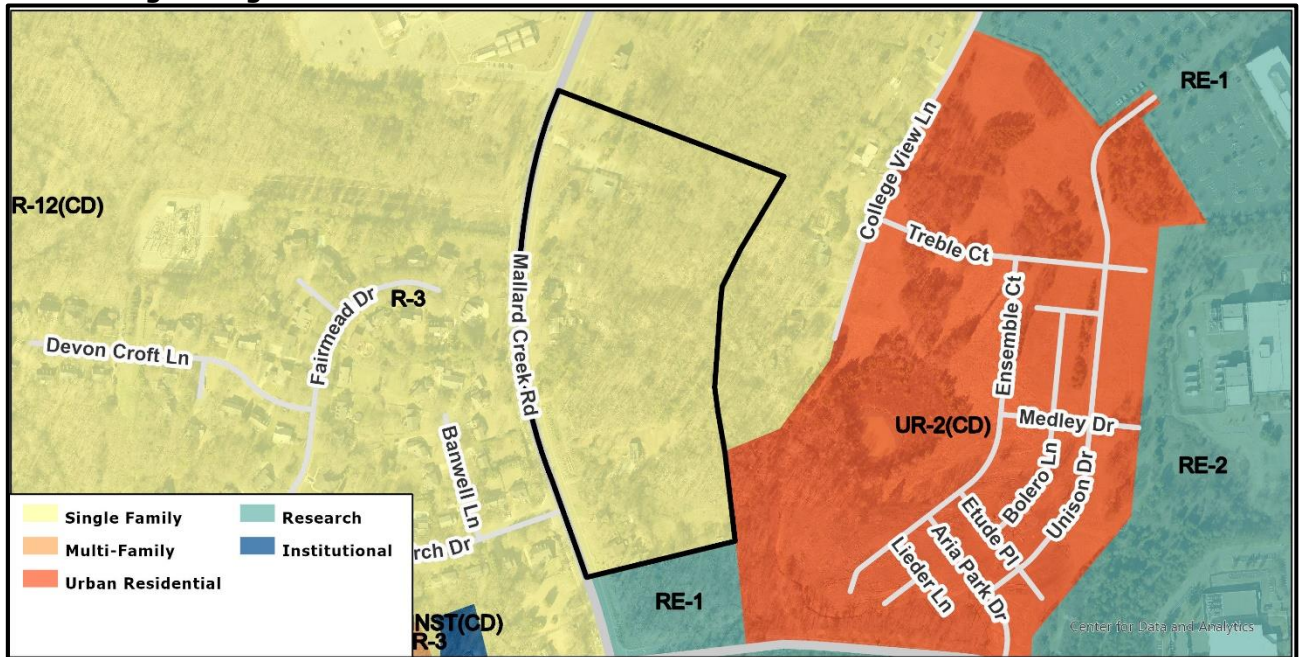 RE-1
College View Ln
R-12(CD)
Treble Ct
Mallard Creek Rd
Fairmead Dr
R-3
Ensemble Ct
Devon Croft Ln
Medley Dr
UR-2(CD)
Banwell Ln
Bolero Ln
Unison Dr
RE-2
Etude Pl
Aria Park Dr
Lieder Ln
rch Dr
RE-1
NST(CD)
R-3
Single Family
Multi-Family
Urban Residential
Research
Institutional
Center for Data and Analytics